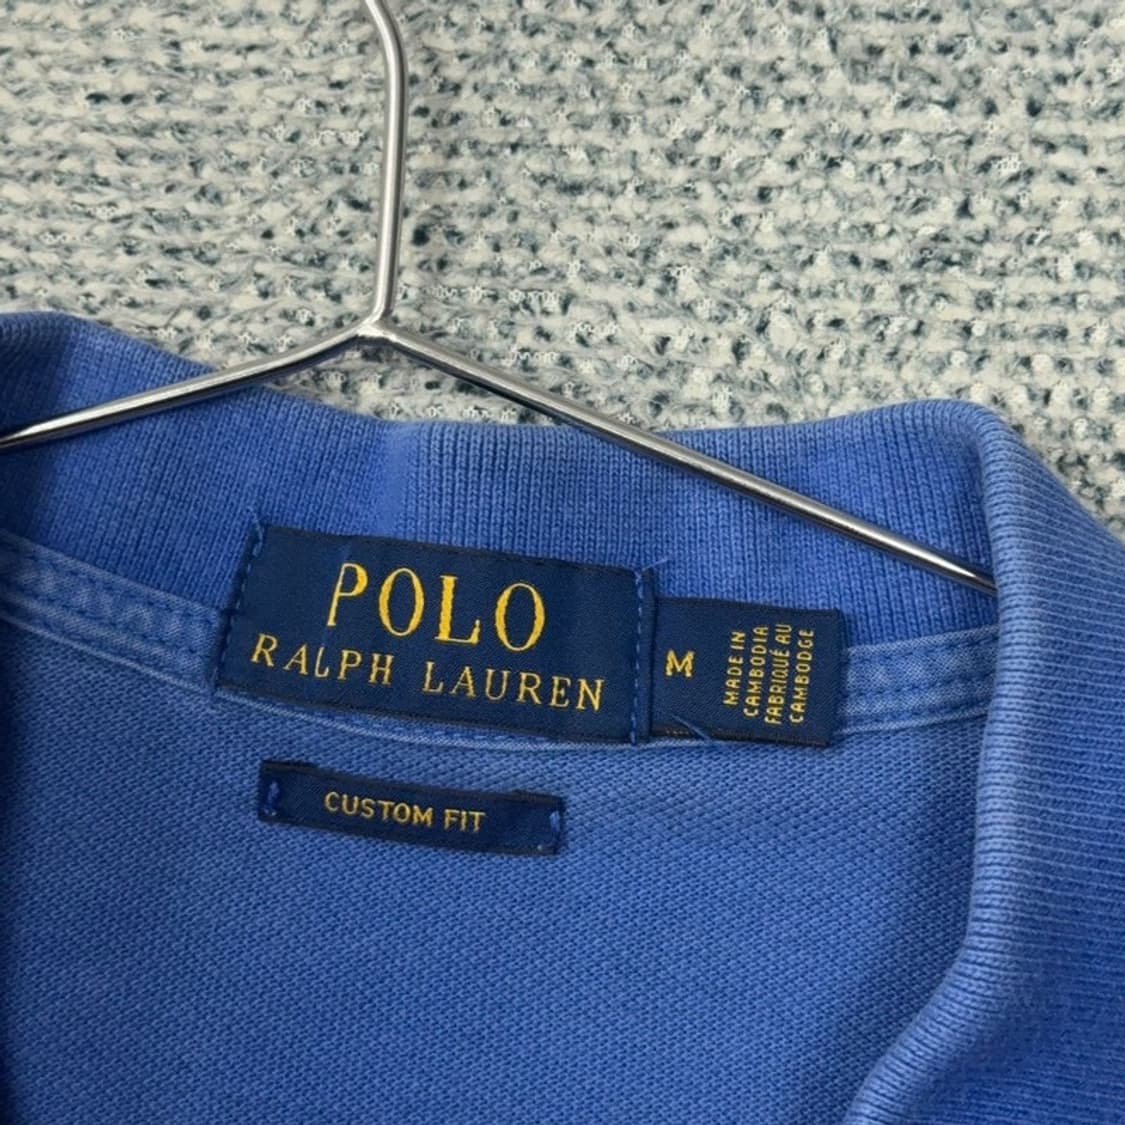 POLO
RALPH LAUREN
M
MADE IN
CAMBODIA
FABRIQUÉ AU
CAMBODGE
CUSTOM FIT